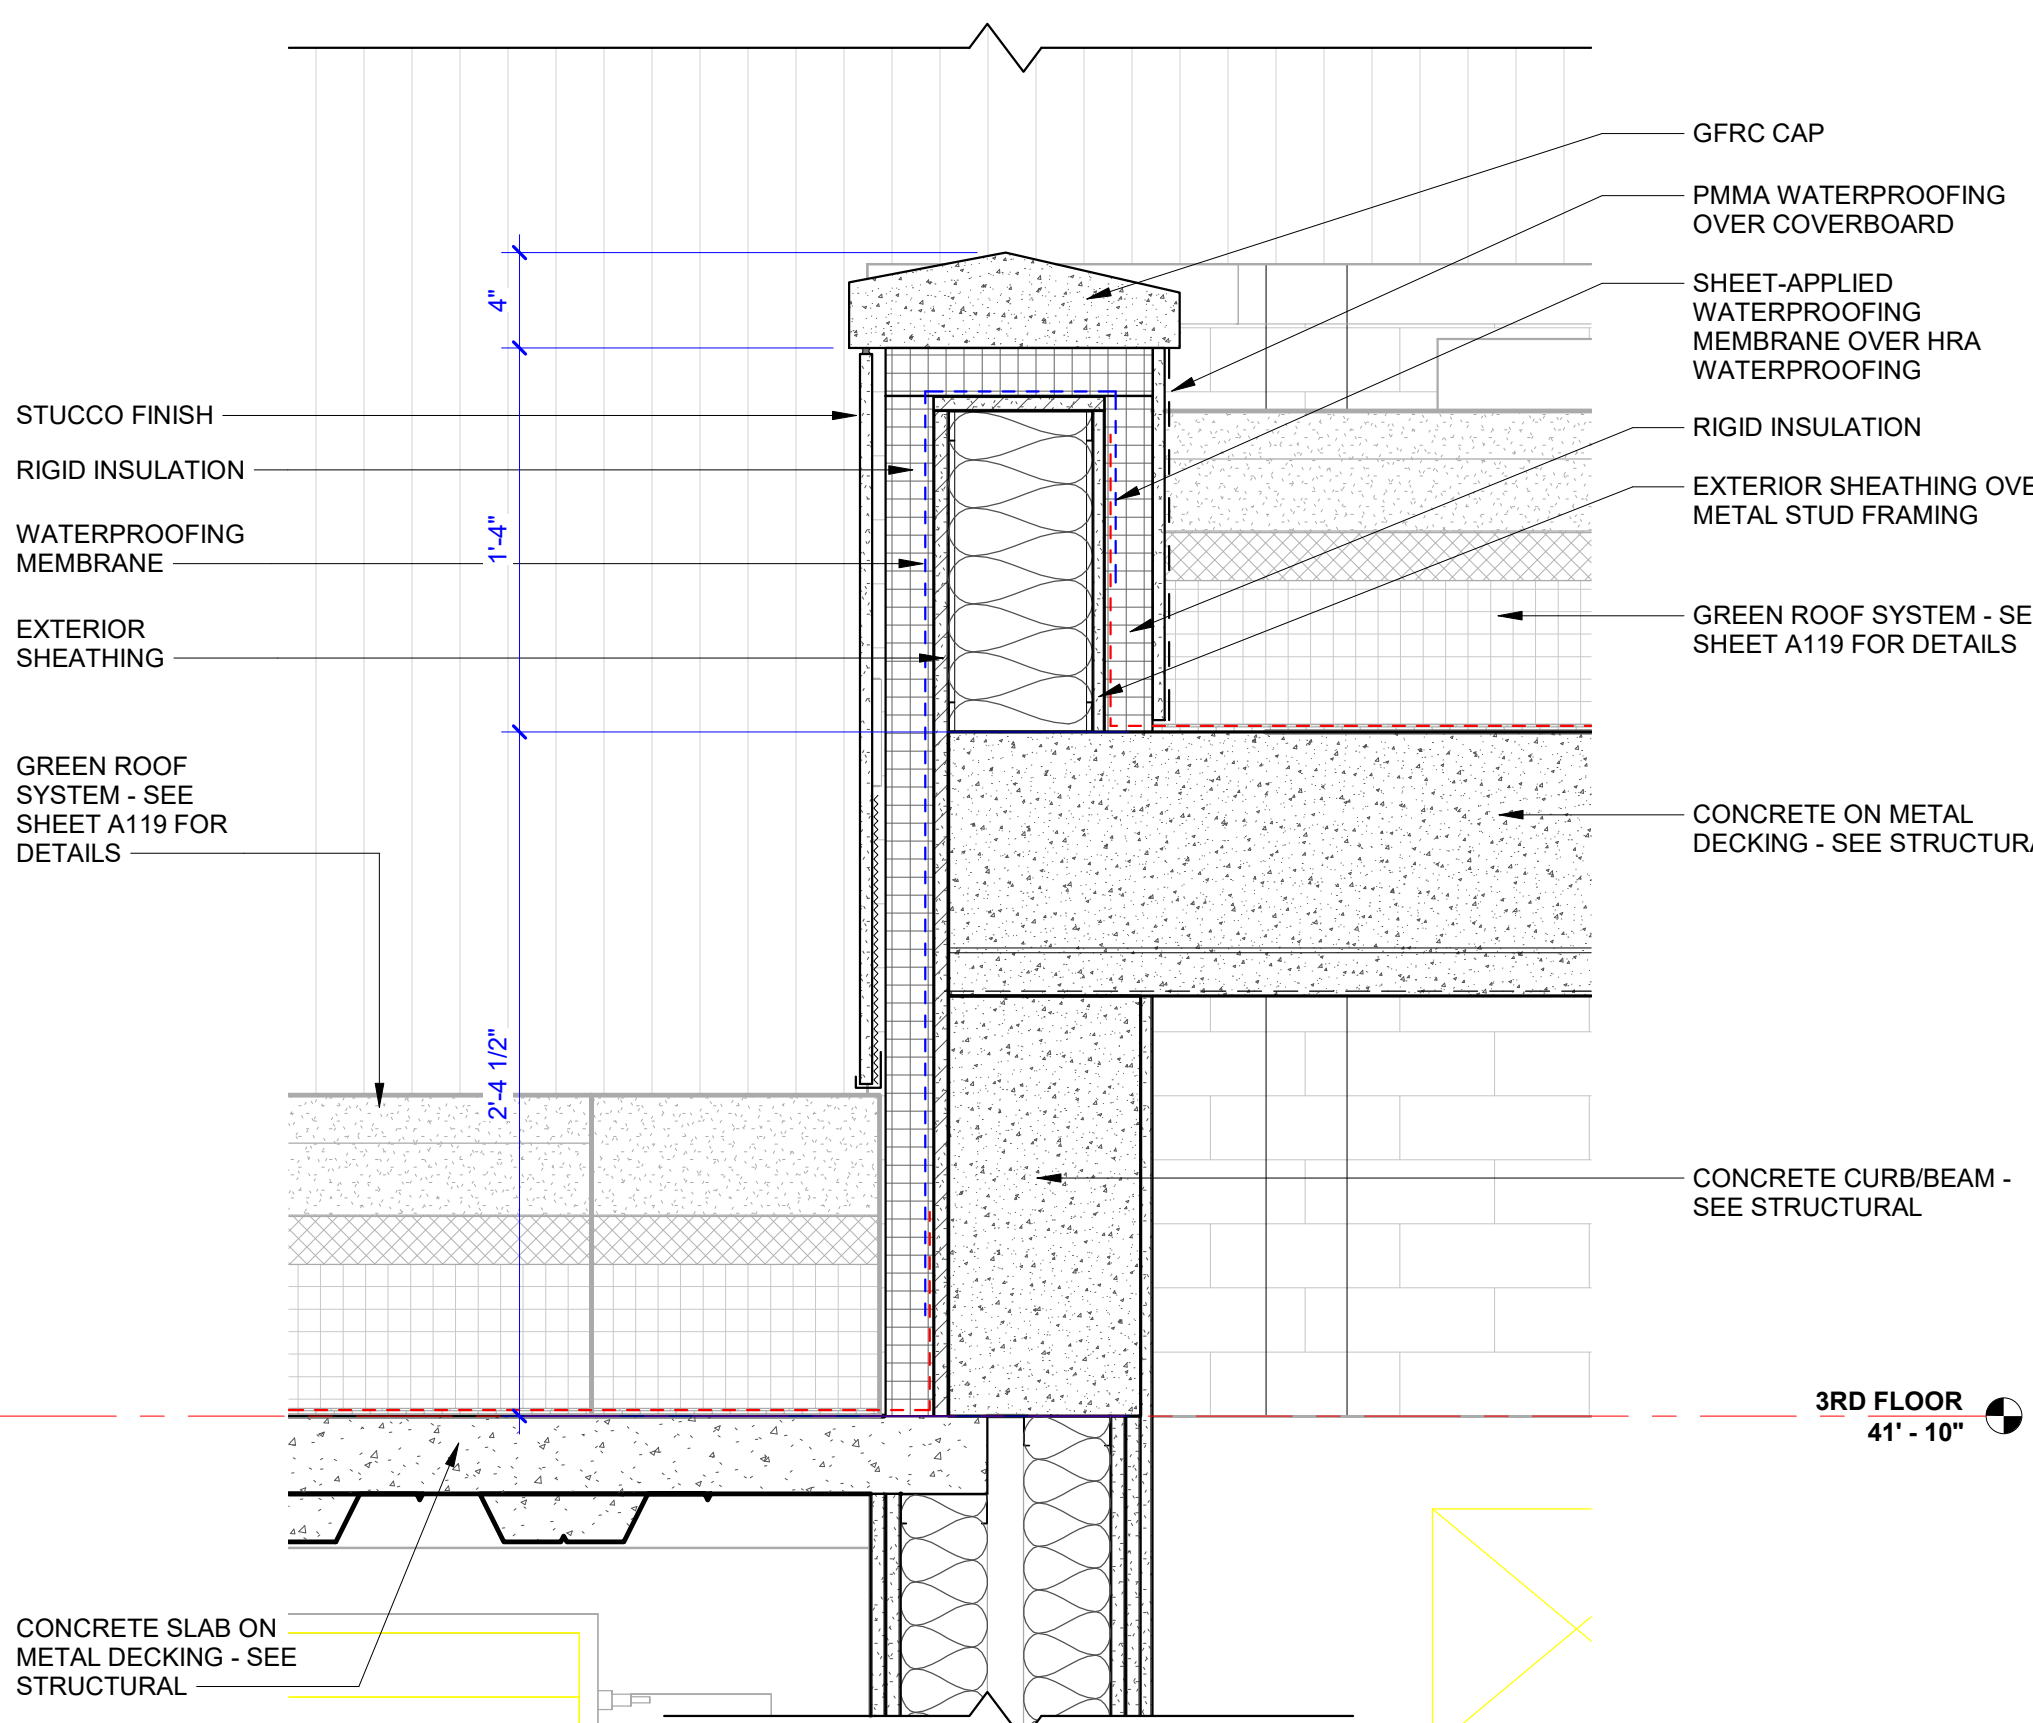 GFRC CAP
PMMA WATERPROOFING
OVER COVERBOARD
SHEET-APPLIED
WATERPROOFING
MEMBRANE OVER HRA
WATERPROOFING
RIGID INSULATION
EXTERIOR SHEATHING OVE
METAL STUD FRAMING
GREEN ROOF SYSTEM - SE
SHEET A119 FOR DETAILS
CONCRETE ON METAL
DECKING - SEE STRUCTURA
CONCRETE CURB/BEAM -
SEE STRUCTURAL
3RD FLOOR
41' - 10"
4"
1'-4"
2'-4 1/2"
STUCCO FINISH
RIGID INSULATION
WATERPROOFING
MEMBRANE
EXTERIOR
SHEATHING
GREEN ROOF
SYSTEM - SEE
SHEET A119 FOR
DETAILS
CONCRETE SLAB ON
METAL DECKING - SEE
STRUCTURAL